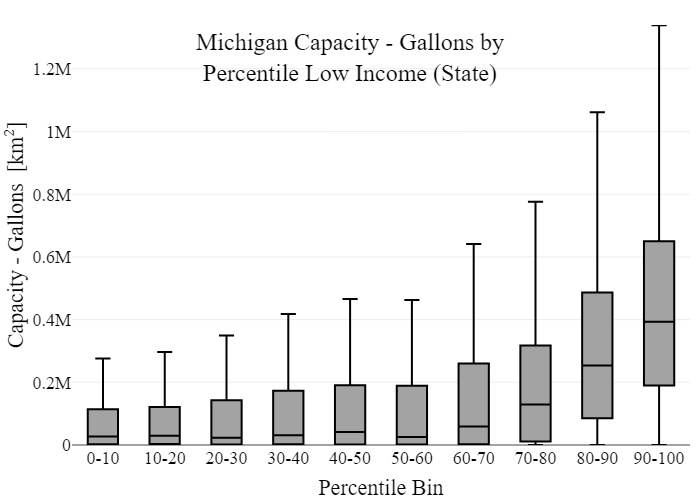 Michigan Capacity - Gallons by
Percentile Low Income (State)
Capacity - Gallons [km²]
1.2M
1M
0.8M
0.6M
0.4M
0.2M
0
0-10 10-20 20-30 30-40 40-50 50-60 60-70 70-80 80-90 90-100
Percentile Bin